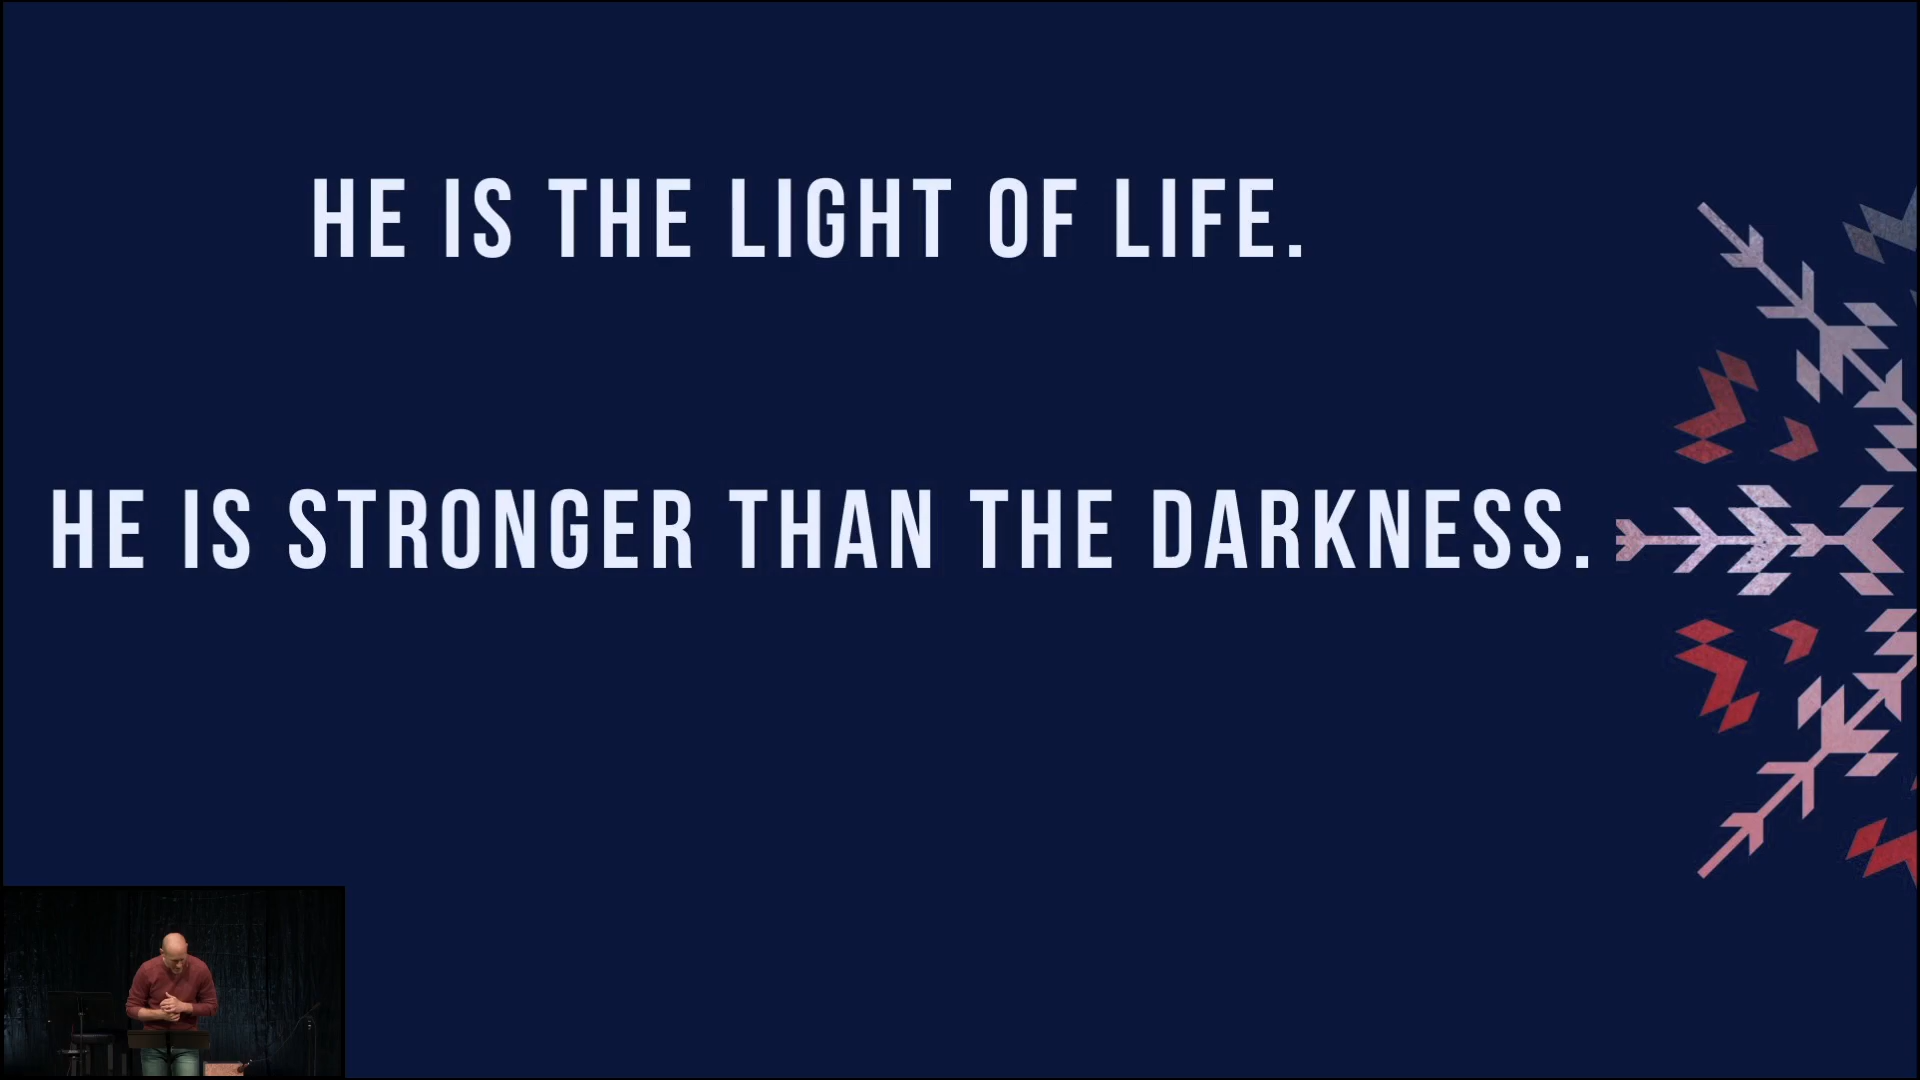 HE IS THE LIGHT OF LIFE.
HE IS STRONGER THAN THE DARKNESS.